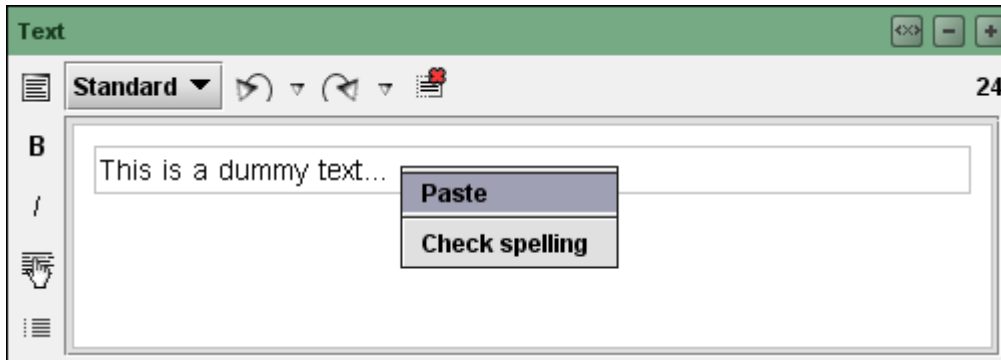 Text
Standard
24
B
I
This is a dummy text...
Paste
Check spelling